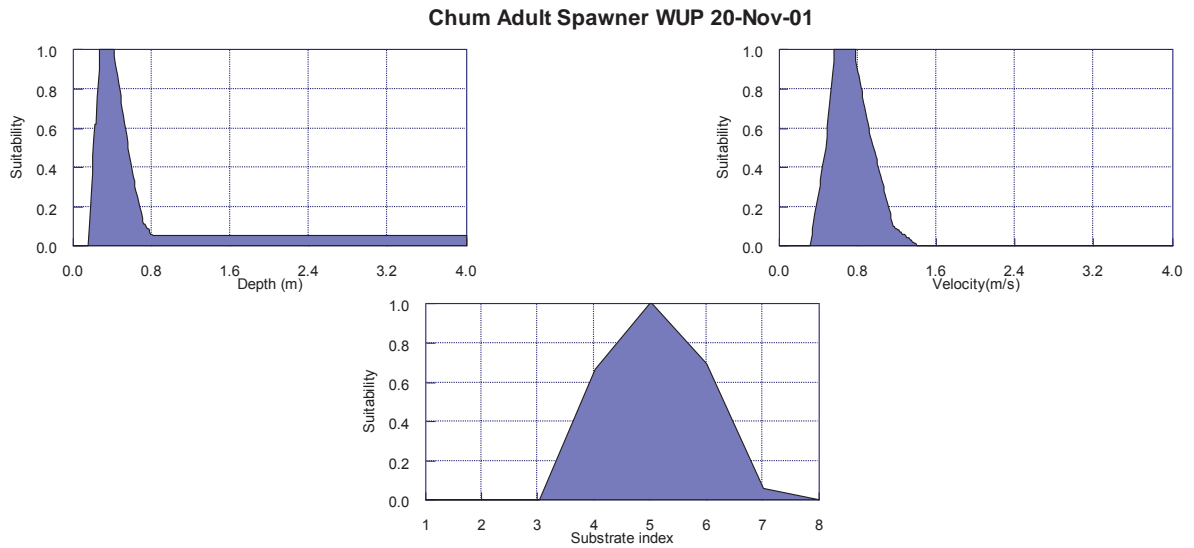 Chum Adult Spawner WUP 20-Nov-01
1.0
0.8
0.6
0.4
0.2
0.0
Suitability
0.0 0.8 1.6 2.4 3.2 4.0
Depth (m)
1.0
0.8
0.6
0.4
0.2
0.0
Suitability
0.0 0.8 1.6 2.4 3.2 4.0
Velocity(m/s)
1.0
0.8
0.6
0.4
0.2
0.0
Suitability
1 2 3 4 5 6 7 8
Substrate index